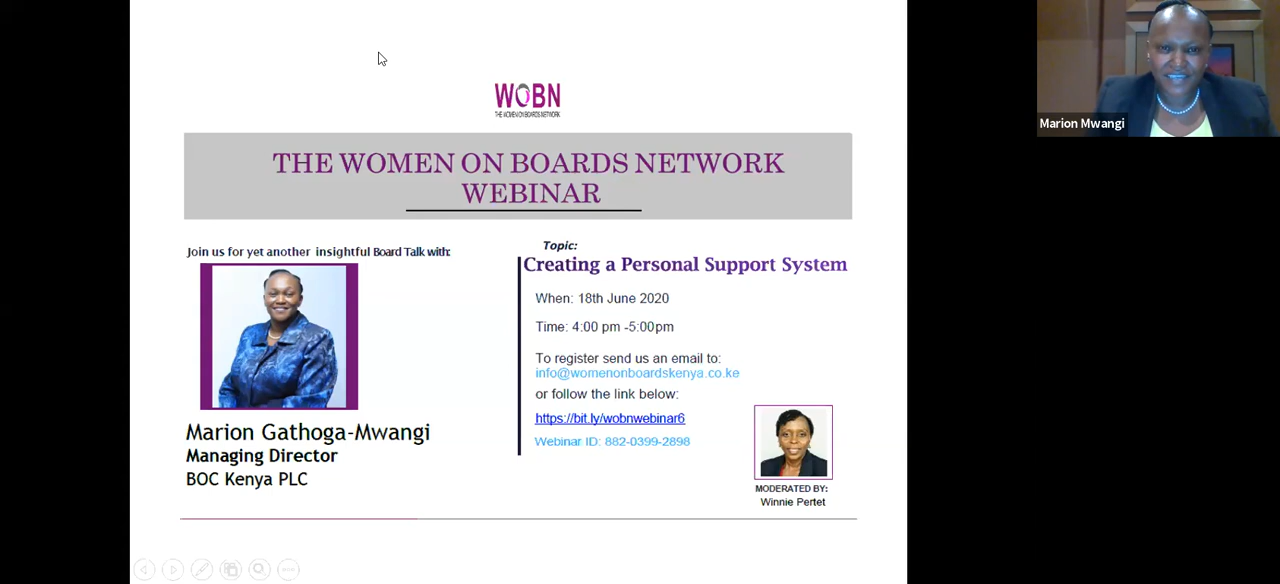 WOBN
THE WOMEN ON BOARDS NETWORK
THE WOMEN ON BOARDS NETWORK
WEBINAR
Join us for yet another insightful Board Talk with:
Marion Gathoga-Mwangi
Managing Director
BOC Kenya PLC
Topic:
Creating a Personal Support System
When: 18th June 2020
Time: 4:00 pm -5:00pm
To register send us an email to:
info@womenonboardskenya.co.ke
or follow the link below:
https://bit.ly/wobnwebinar6
Webinar ID: 882-0399-2898
MODERATED BY:
Winnie Pertet
Marion Mwangi